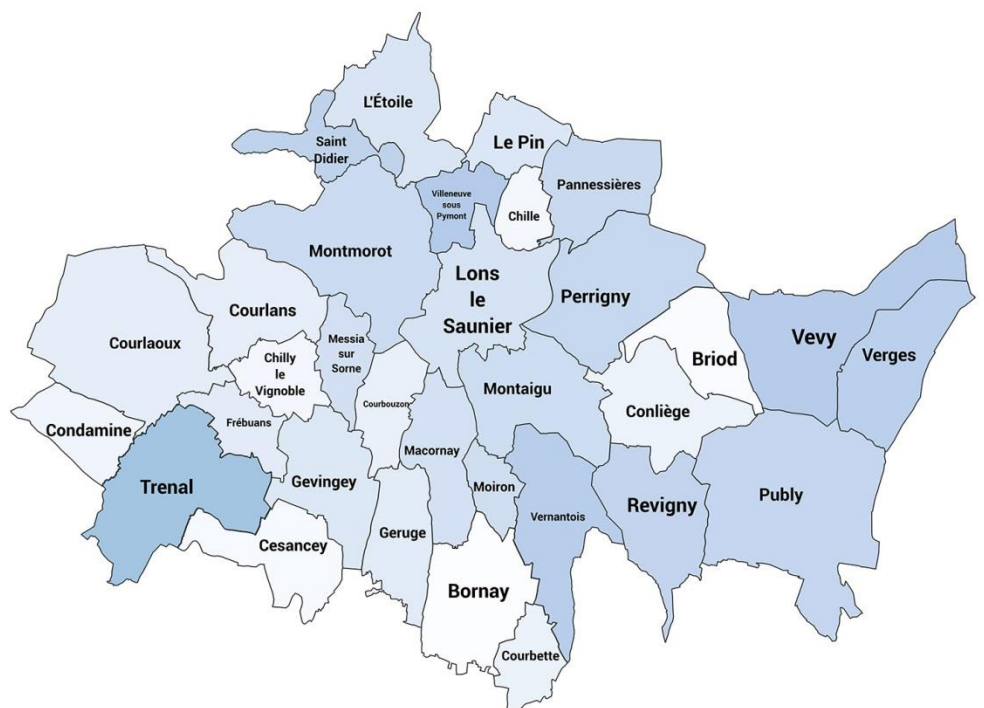 L'Étoile
Le Pin
Saint
Didier
Pannessières
Villeneuve
sous
Pymont
Chille
Montmorot
Lons
le
Saunier
Perrigny
Courlans
Courlaoux
Messia
sur
Sorne
Chilly
le
Vignoble
Briod
Vevy
Verges
Montaigu
Courbouzon
Conliège
Condamine
Frébuans
Macornay
Trenal
Gevingey
Moiron
Vernantois
Revigny
Publy
Geruge
Cesancey
Bornay
Courbette